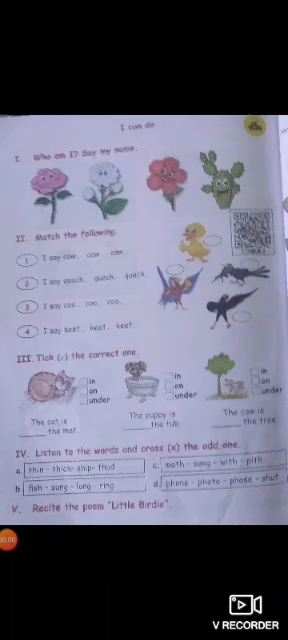 I can do
I. Who am I? Say my name.
II. Match the following.
1 I say caw.. caw caw..
2 I say quack.. quack.. quack..
3 I say coo.. coo.. coo..
4 I say keet.. keet.. keet..
III. Tick (✓) the correct one.
in
on
under
in
on
under
in
on
under
The cat is
______ the mat.
The puppy is
______ the tub.
The cow is
______ the tree.
IV. Listen to the words and cross (x) the odd one.
a. thin - thick - ship - thud
c. math - song - with - pith
b. fish - sung - long - ring
d. phone - photo - phase - shut
V. Recite the poem "Little Birdie".
V RECORDER